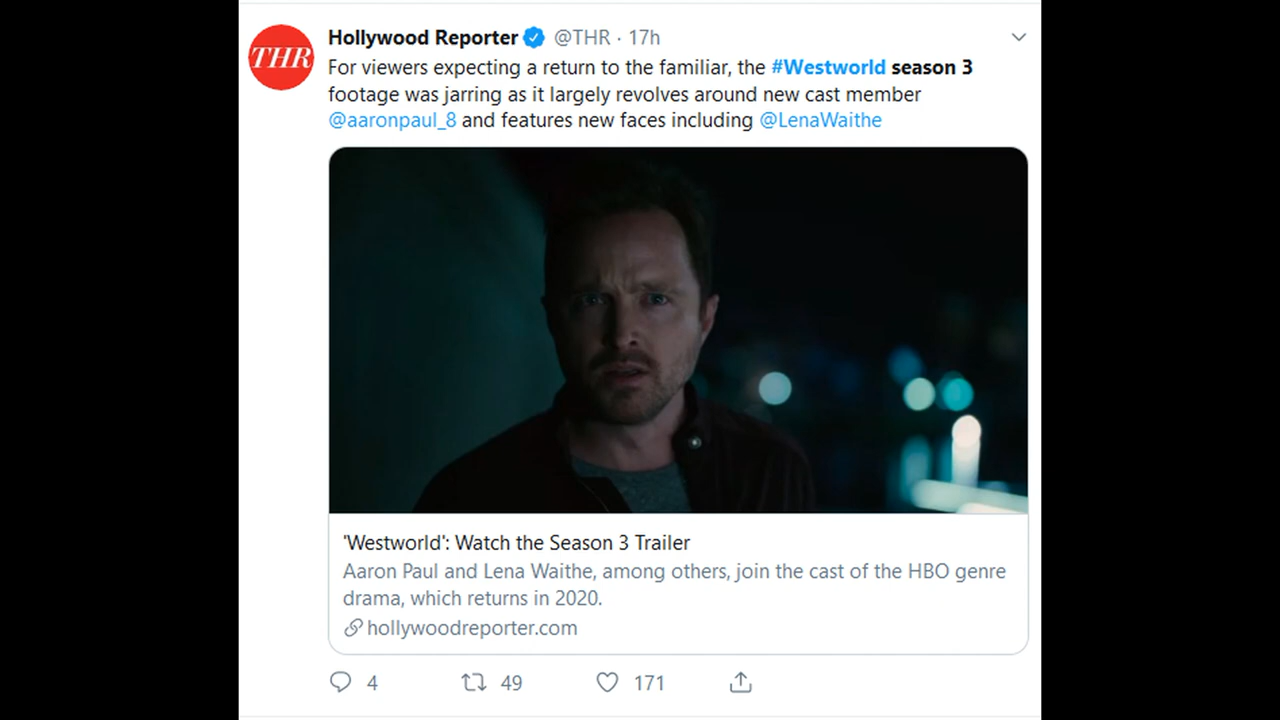 THR
Hollywood Reporter @THR · 17h
For viewers expecting a return to the familiar, the #Westworld season 3
footage was jarring as it largely revolves around new cast member
@aaronpaul_8 and features new faces including @LenaWaithe
'Westworld': Watch the Season 3 Trailer
Aaron Paul and Lena Waithe, among others, join the cast of the HBO genre
drama, which returns in 2020.
hollywoodreporter.com
4 49 171